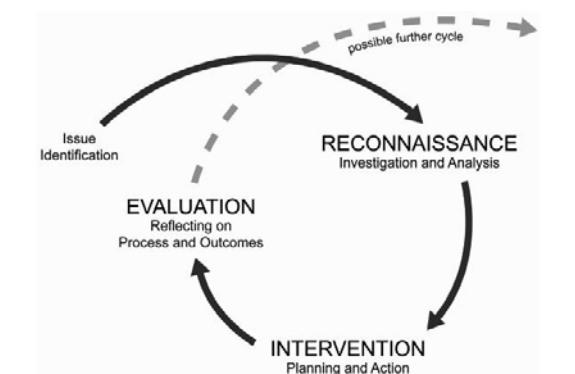 possible further cycle
Issue
Identification
RECONNAISSANCE
Investigation and Analysis
EVALUATION
Reflecting on
Process and Outcomes
INTERVENTION
Planning and Action